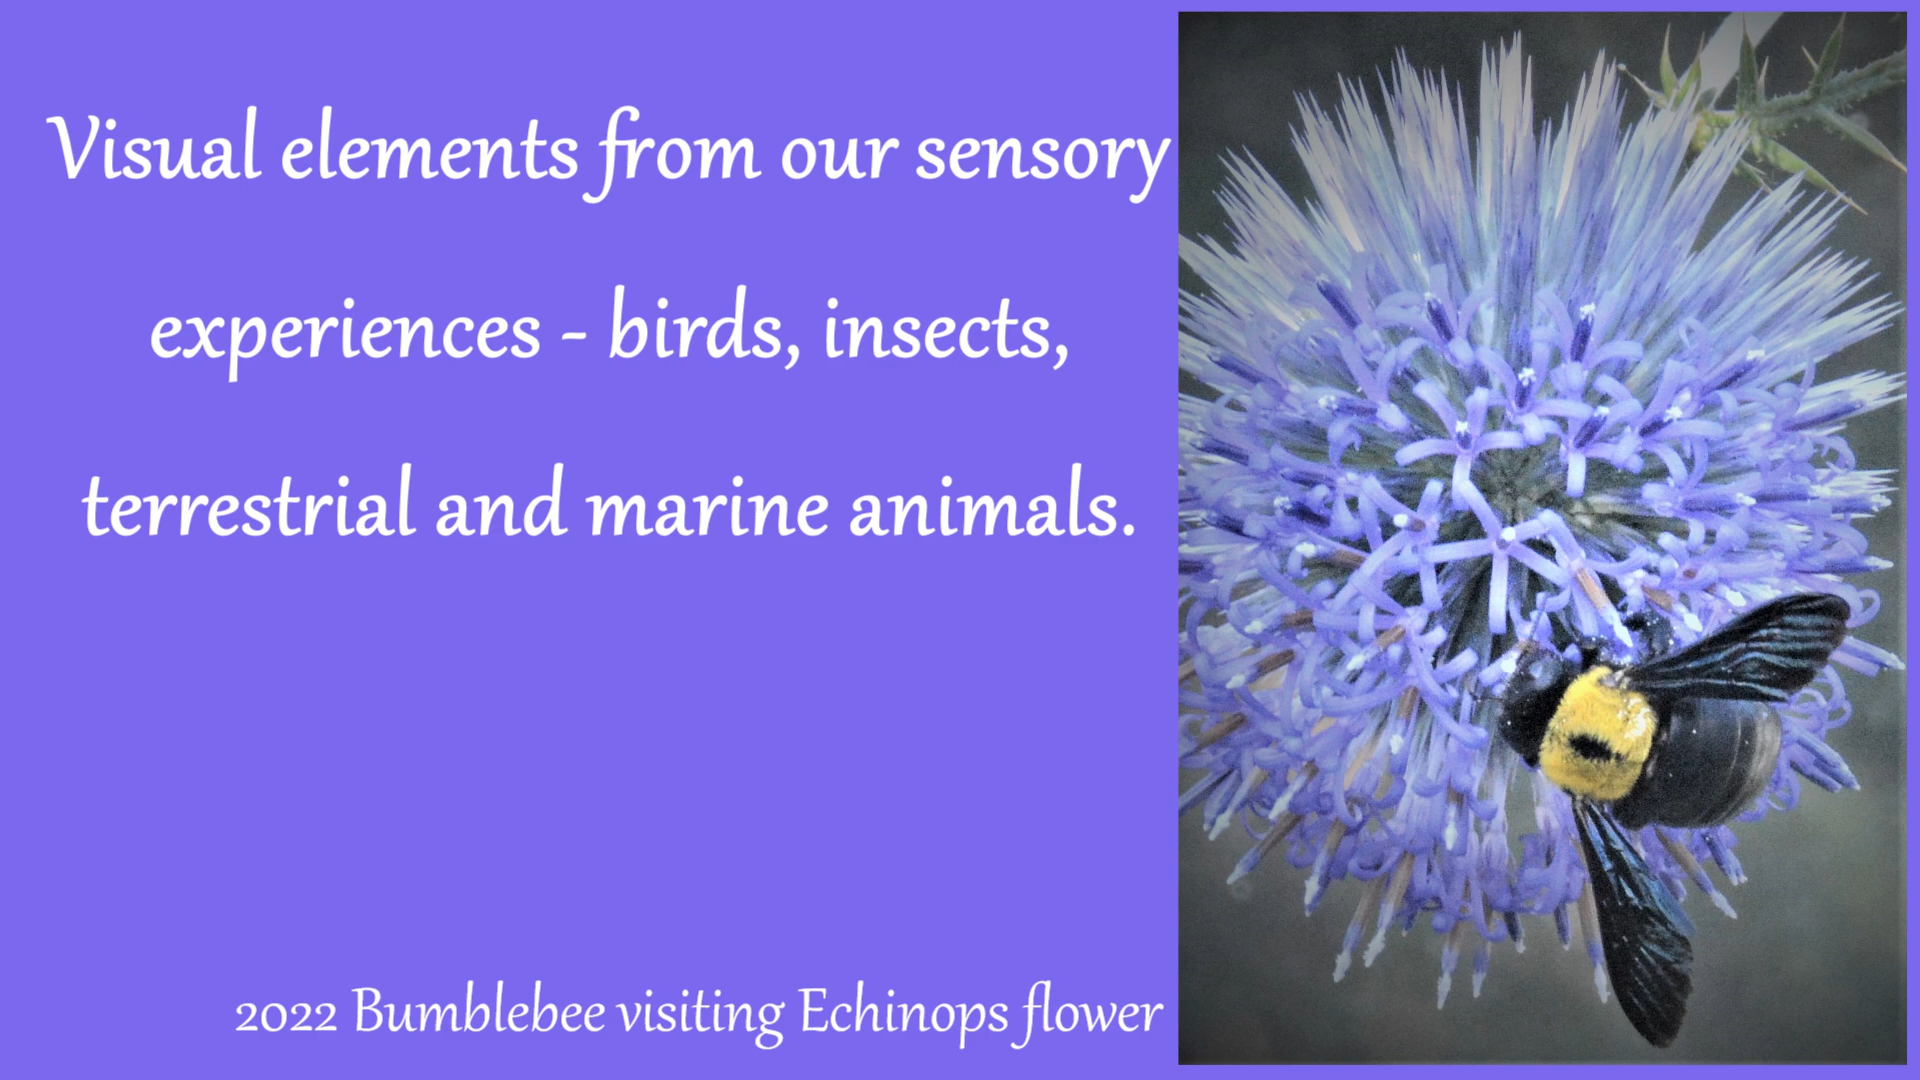 Visual elements from our sensory
experiences - birds, insects,
terrestrial and marine animals.
2022 Bumblebee visiting Echinops flower